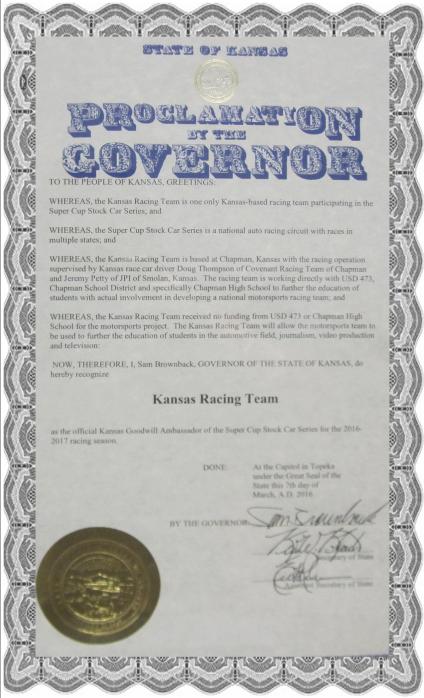 STATE OF KANSAS
PROCLAMATION
BY THE
GOVERNOR
TO THE PEOPLE OF KANSAS, GREETINGS:
WHEREAS, the Kansas Racing Team is one only Kansas-based racing team participating in the
Super Cup Stock Car Series; and
WHEREAS, the Super Cup Stock Car Series is a national auto racing circuit with races in
multiple states; and
WHEREAS, the Kansas Racing Team is based at Chapman, Kansas with the racing operation
supervised by Kansas race car driver Doug Thompson of Covenant Racing Team of Chapman
and Jeremy Petty of JPI of Smolan, Kansas. The racing team is working directly with USD 473,
Chapman School District and specifically Chapman High School to further the education of
students with actual involvement in developing a national motorsports racing team; and
WHEREAS, the Kansas Racing Team received no funding from USD 473 or Chapman High
School for the motorsports project. The Kansas Racing Team will allow the motorsports team to
be used to further the education of students in the automotive field, journalism, video production
and television:
NOW, THEREFORE, I, Sam Brownback, GOVERNOR OF THE STATE OF KANSAS, do
hereby recognize
Kansas Racing Team
as the official Kansas Goodwill Ambassador of the Super Cup Stock Car Series for the 2016-
2017 racing season.
DONE: At the Capitol in Topeka
under the Great Seal of the
State this 7th day of
March, A.D. 2016
BY THE GOVERNOR: Sam Brownback
Secretary of State
Assistant Secretary of State